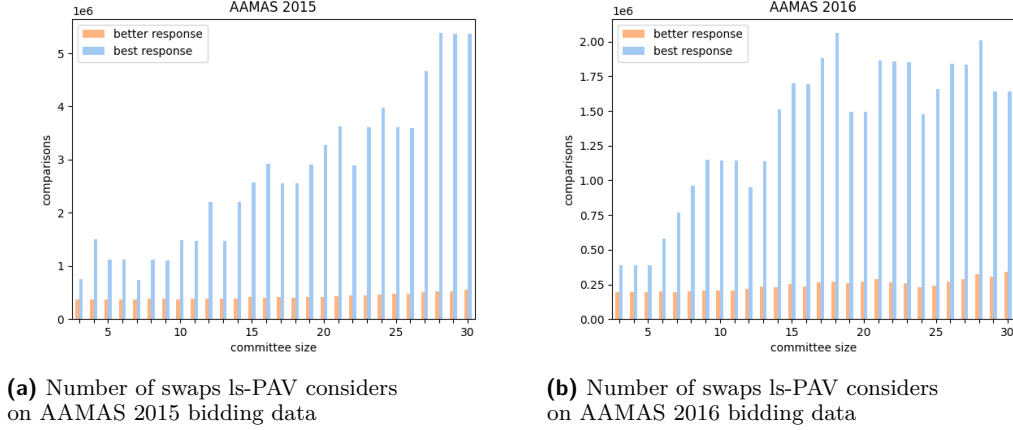 AAMAS 2015
1e6
better response
best response
5
4
3
2
1
0
comparisons
5 10 15 20 25 30
committee size
(a) Number of swaps ls-PAV considers
on AAMAS 2015 bidding data
AAMAS 2016
1e6
better response
best response
2.00
1.75
1.50
1.25
1.00
0.75
0.50
0.25
0.00
comparisons
5 10 15 20 25 30
committee size
(b) Number of swaps ls-PAV considers
on AAMAS 2016 bidding data